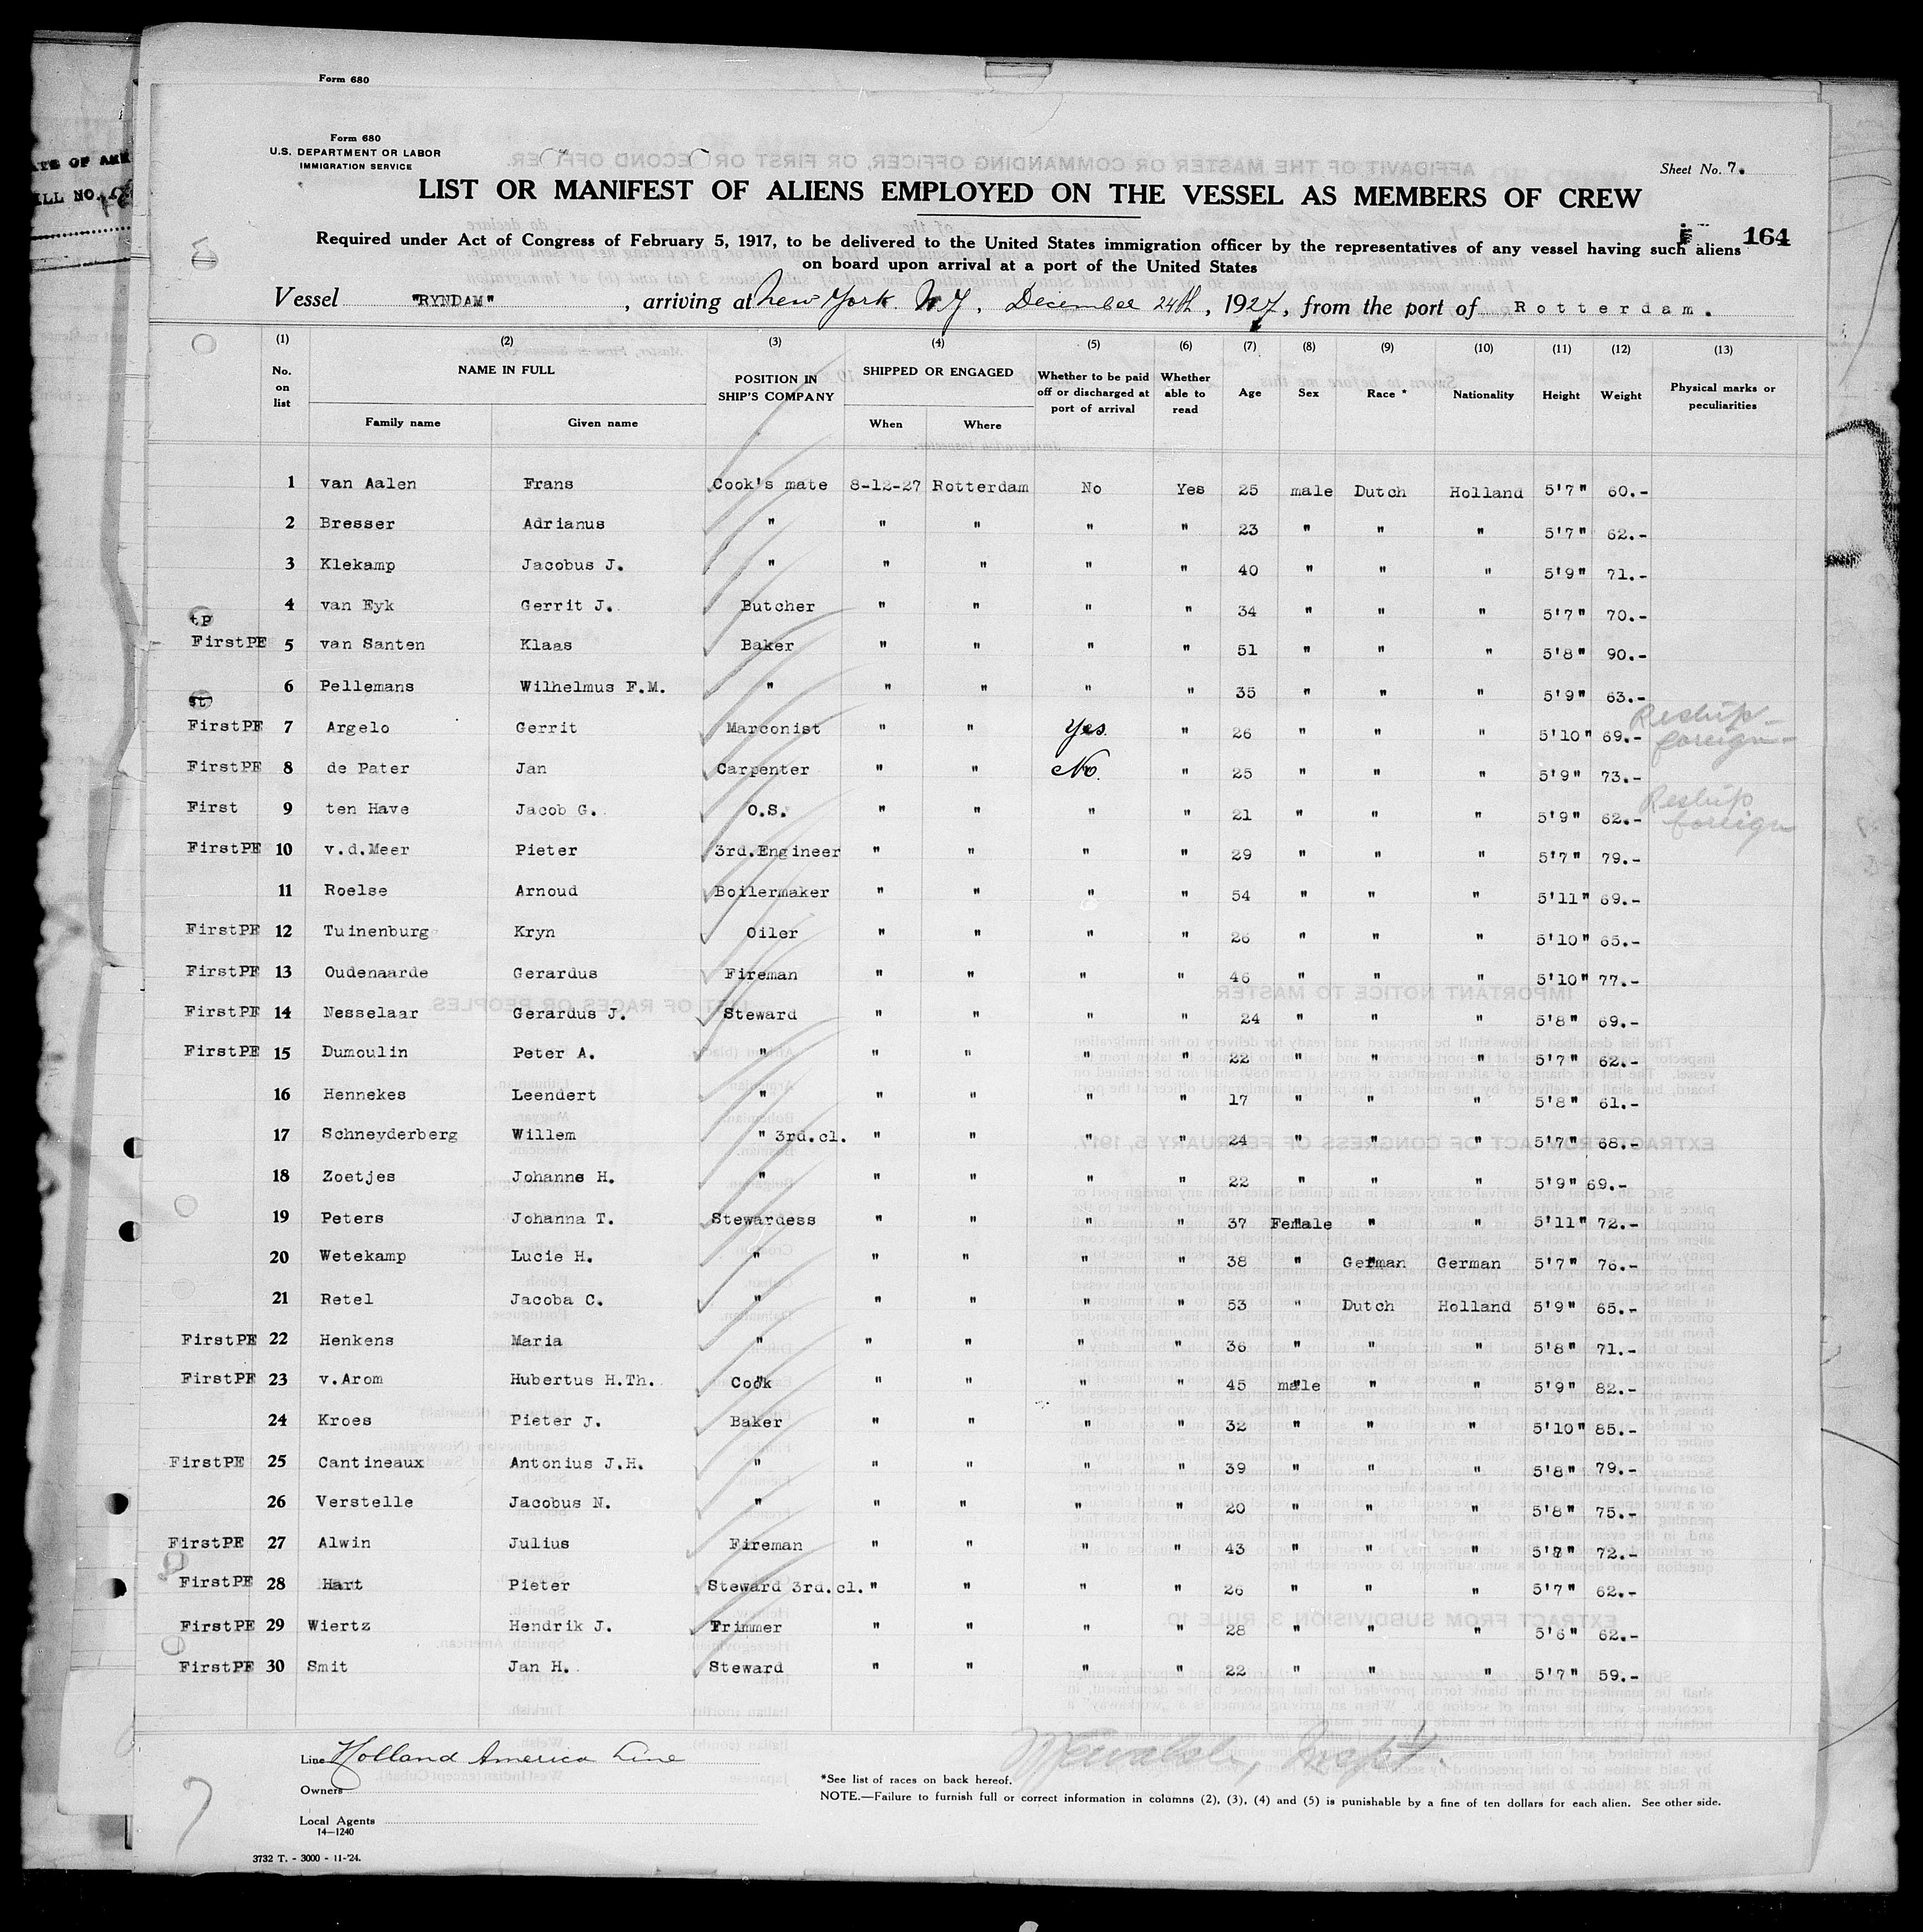 Form 680
Form 680
U.S. DEPARTMENT OR LABOR
IMMIGRATION SERVICE
Sheet No. 7.
LIST OR MANIFEST OF ALIENS EMPLOYED ON THE VESSEL AS MEMBERS OF CREW
164
Required under Act of Congress of February 5, 1917, to be delivered to the United States immigration officer by the representatives of any vessel having such aliens
on board upon arrival at a port of the United States
Vessel "RYNDAM", arriving at New York. N.Y., December 24th, 1927, from the port of Rotterdam.
(1) (2) (3) (4) (5) (6) (7) (8) (9) (10) (11) (12) (13)
No. on list NAME IN FULL Family name Given name POSITION IN SHIP'S COMPANY SHIPPED OR ENGAGED When Where Whether to be paid off or discharged at port of arrival Whether able to read Age Sex Race * Nationality Height Weight Physical marks or peculiarities
1 van Aalen Frans Cook's mate 8-12-27 Rotterdam No Yes 25 male Dutch Holland 5'7" 60.-
2 Bresser Adrianus " " " " " 23 " " " 5'7" 62.-
3 Klekamp Jacobus J. " " " " " 40 " " " 5'9" 71.-
4 van Eyk Gerrit J. Butcher " " " " 34 " " " 5'7" 70.-
tP
FirstPE 5 van Santen Klaas Baker " " " " 51 " " " 5'8" 90.-
6 Pellemans Wilhelmus F.M. " " " " " 35 " " " 5'9" 63.-
st
FirstPE 7 Argelo Gerrit Marconist " " Yes. " 26 " " " 5'10" 69.- Reship foreign
FirstPE 8 de Pater Jan Carpenter " " No. " 25 " " " 5'9" 73.-
First 9 ten Have Jacob G. O.S. " " " " 21 " " " 5'9" 62.- Reship foreign
FirstPE 10 v.d.Meer Pieter 3rd.Engineer " " " " 29 " " " 5'7" 79.-
11 Roelse Arnoud Boilermaker " " " " 54 " " " 5'11" 69.-
FirstPE 12 Tuinenburg Kryn Oiler " " " " 26 " " " 5'10" 65.-
FirstPE 13 Oudenaarde Gerardus Fireman " " " " 46 " " " 5'10" 77.-
FirstPE 14 Nesselaar Gerardus J. Steward " " " " 24 " " " 5'8" 69.-
FirstPE 15 Dumoulin Peter A. " " " " " 22 " " " 5'7" 62.-
16 Hennekes Leendert " " " " " 17 " " " 5'8" 61.-
17 Schneyderberg Willem " 3rd.cl. " " " " 24 " " " 5'7" 68.-
18 Zoetjes Johanns H. " " " " " 22 " " " 5'9" 69.-
19 Peters Johanna T. Stewardess " " " " 37 Female " " 5'11" 72.-
20 Wetekamp Lucie H. " " " " " 38 " German German 5'7" 76.-
21 Retel Jacoba C. " " " " " 53 " Dutch Holland 5'9" 65.-
FirstPE 22 Henkens Maria " " " " " 36 " " " 5'8" 71.-
FirstPE 23 v.Arom Hubertus H.Th. Cook " " " " 45 male " " 5'9" 82.-
24 Kroes Pieter J. Baker " " " " 32 " " " 5'10" 85.-
FirstPE 25 Cantineaux Antonius J.H. " " " " " 39 " " " 5'8" 79.-
26 Verstelle Jacobus N. " " " " " 20 " " " 5'8" 75.-
FirstPE 27 Alwin Julius Fireman " " " " 43 " " " 5'7" 72.-
FirstPE 28 Hart Pieter Steward 3rd.cl. " " " " 26 " " " 5'7" 62.-
FirstPE 29 Wiertz Hendrik J. Trimmer " " " " 28 " " " 5'6" 62.-
FirstPE 30 Smit Jan H. Steward " " " " 22 " " " 5'7" 59.-
Line Holland America Line
Owners
Local Agents
14—1240
*See list of races on back hereof.
NOTE.—Failure to furnish full or correct information in columns (2), (3), (4) and (5) is punishable by a fine of ten dollars for each alien. See other side.
3732 T. - 3000 - 11-'24.
7